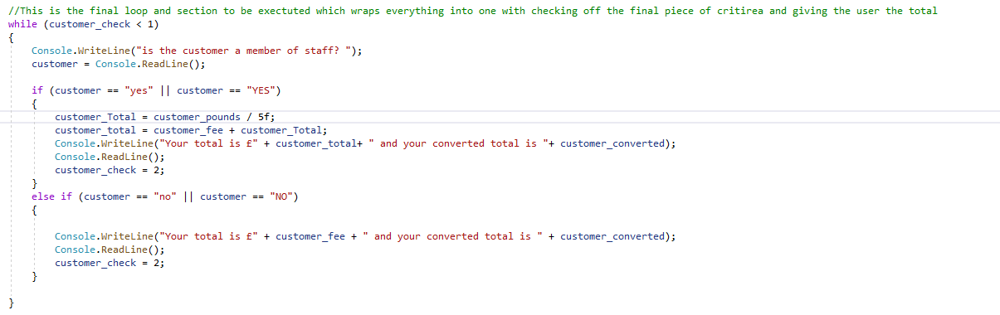 //This is the final loop and section to be exectuted which wraps everything into one with checking off the final piece of critirea and giving the user the total
while (customer_check < 1)
{
    Console.WriteLine("is the customer a member of staff? ");
    customer = Console.ReadLine();

    if (customer == "yes" || customer == "YES")
    {
        customer_Total = customer_pounds / 5f;
        customer_total = customer_fee + customer_Total;
        Console.WriteLine("Your total is £" + customer_total+ " and your converted total is "+ customer_converted);
        Console.ReadLine();
        customer_check = 2;
    }
    else if (customer == "no" || customer == "NO")
    {

        Console.WriteLine("Your total is £" + customer_fee + " and your converted total is " + customer_converted);
        Console.ReadLine();
        customer_check = 2;
    }

}